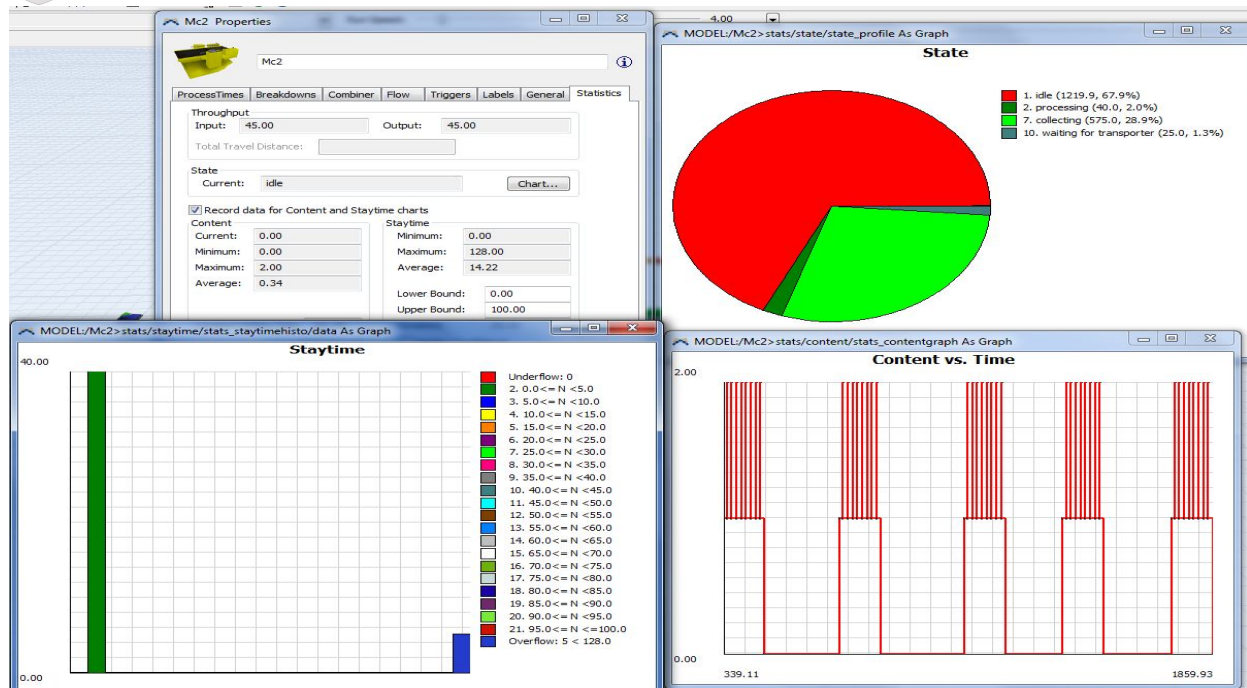 4.00
Mc2 Properties
Mc2
ProcessTimes Breakdowns Combiner Flow Triggers Labels General Statistics
Throughput
Input: 45.00 Output: 45.00
Total Travel Distance:
State
Current: idle Chart...
Record data for Content and Staytime charts
Content Staytime
Current: 0.00 Minimum: 0.00
Minimum: 0.00 Maximum: 128.00
Maximum: 2.00 Average: 14.22
Average: 0.34
Lower Bound: 0.00
Upper Bound: 100.00
MODEL:/Mc2>stats/state/state_profile As Graph
State
1. idle (1219.9, 67.9%)
2. processing (40.0, 2.0%)
7. collecting (575.0, 28.9%)
10. waiting for transporter (25.0, 1.3%)
MODEL:/Mc2>stats/staytime/stats_staytimehisto/data As Graph
Staytime
40.00
Underflow: 0
2. 0.0<= N <5.0
3. 5.0<= N <10.0
4. 10.0<= N <15.0
5. 15.0<= N <20.0
6. 20.0<= N <25.0
7. 25.0<= N <30.0
8. 30.0<= N <35.0
9. 35.0<= N <40.0
10. 40.0<= N <45.0
11. 45.0<= N <50.0
12. 50.0<= N <55.0
13. 55.0<= N <60.0
14. 60.0<= N <65.0
15. 65.0<= N <70.0
16. 70.0<= N <75.0
17. 75.0<= N <80.0
18. 80.0<= N <85.0
19. 85.0<= N <90.0
20. 90.0<= N <95.0
21. 95.0<= N <=100.0
Overflow: 5 < 128.0
0.00
MODEL:/Mc2>stats/content/stats_contentgraph As Graph
Content vs. Time
2.00
0.00
339.11 1859.93